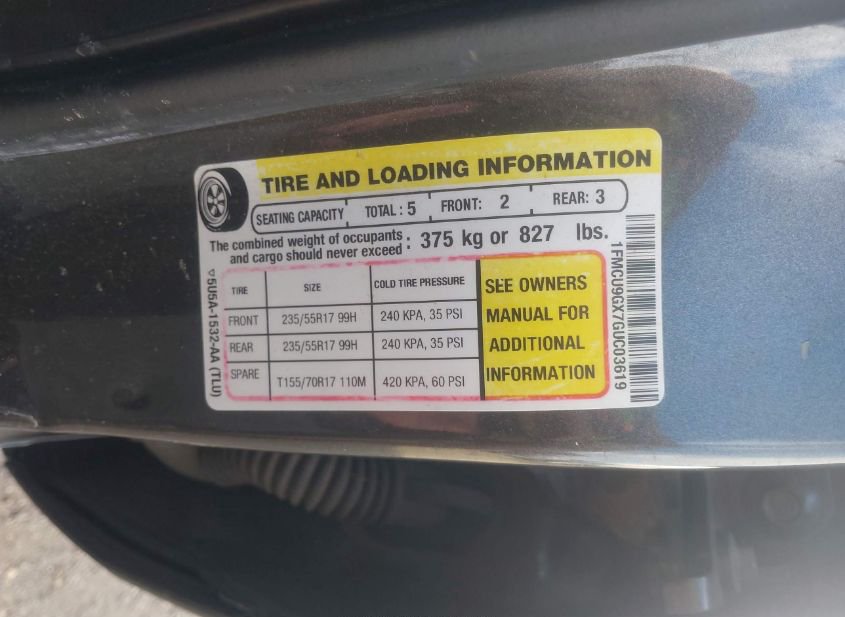 TIRE AND LOADING INFORMATION
SEATING CAPACITY TOTAL : 5 FRONT: 2 REAR: 3
The combined weight of occupants
and cargo should never exceed : 375 kg or 827 lbs.
TIRE SIZE COLD TIRE PRESSURE
FRONT 235/55R17 99H 240 KPA, 35 PSI
REAR 235/55R17 99H 240 KPA, 35 PSI
SPARE T155/70R17 110M 420 KPA, 60 PSI
SEE OWNERS
MANUAL FOR
ADDITIONAL
INFORMATION
5U5A-1532-AA (TLU)
1FMCU9GX7GUC03619